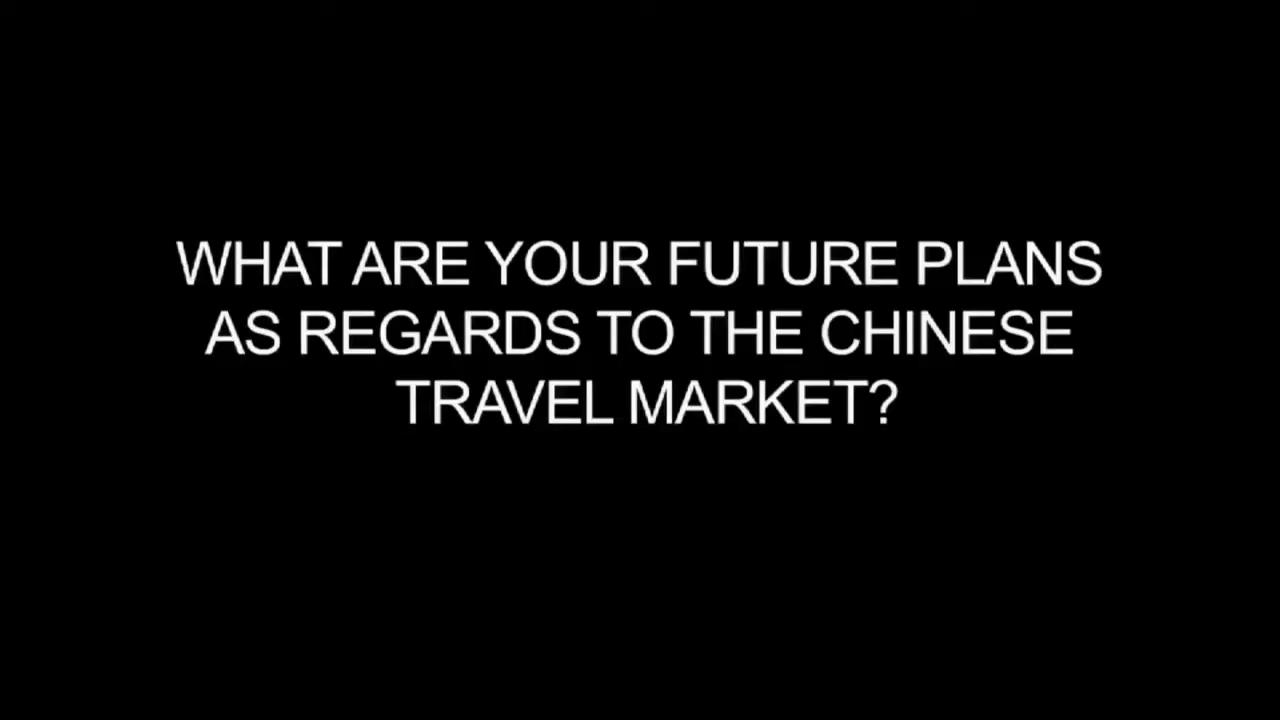 WHAT ARE YOUR FUTURE PLANS
AS REGARDS TO THE CHINESE
TRAVEL MARKET?